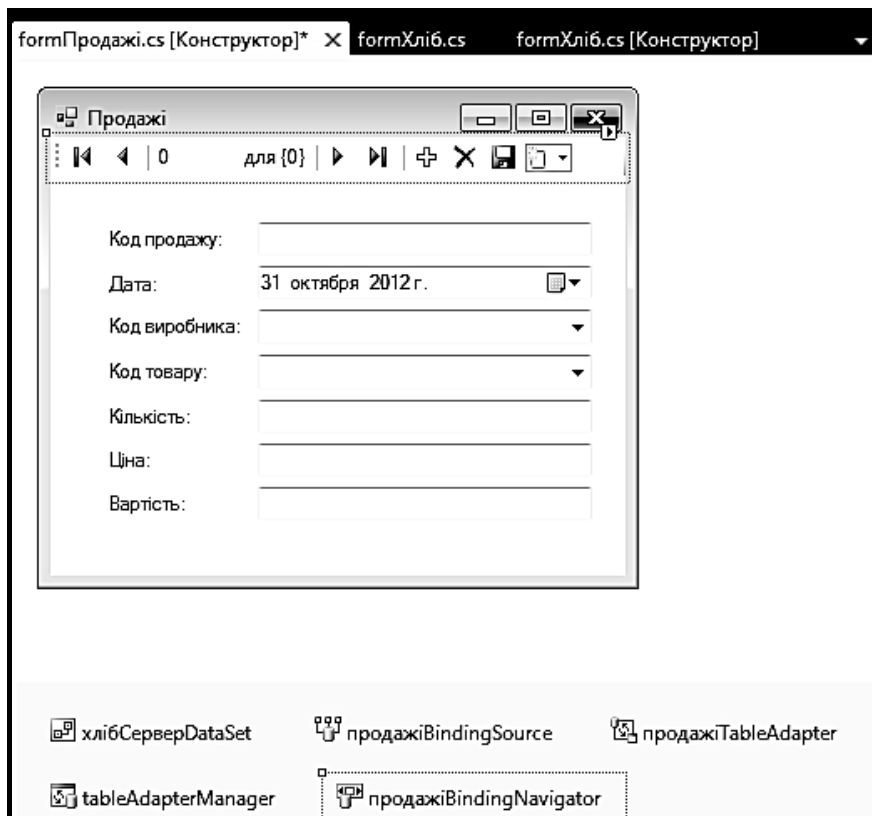 formПродажі.cs [Конструктор]* formХліб.cs formХліб.cs [Конструктор]
Продажі
0 для {0}
Код продажу:
Дата: 31 октября 2012 г.
Код виробника:
Код товару:
Кількість:
Ціна:
Вартість:
хлібСерверDataSet продажіBindingSource продажіTableAdapter
tableAdapterManager продажіBindingNavigator